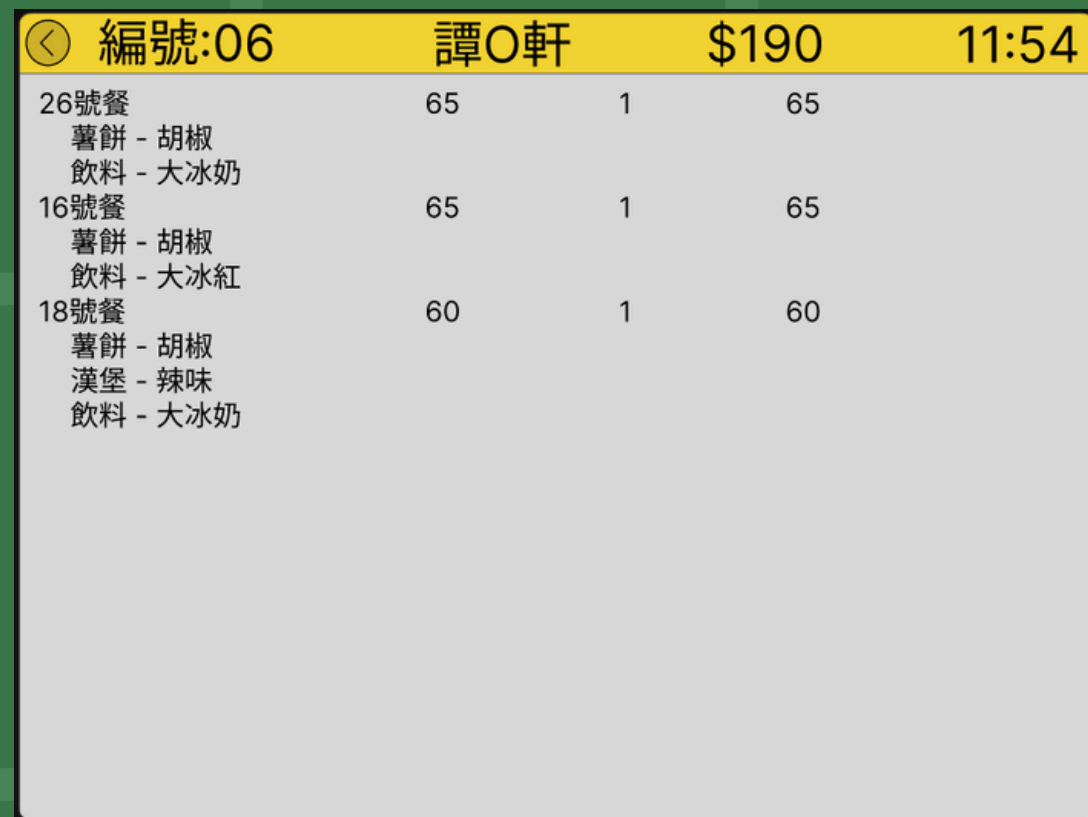 編號:06 譚O軒 $190 11:54
26號餐 65 1 65
薯餅 - 胡椒
飲料 - 大冰奶
16號餐 65 1 65
薯餅 - 胡椒
飲料 - 大冰紅
18號餐 60 1 60
薯餅 - 胡椒
漢堡 - 辣味
飲料 - 大冰奶